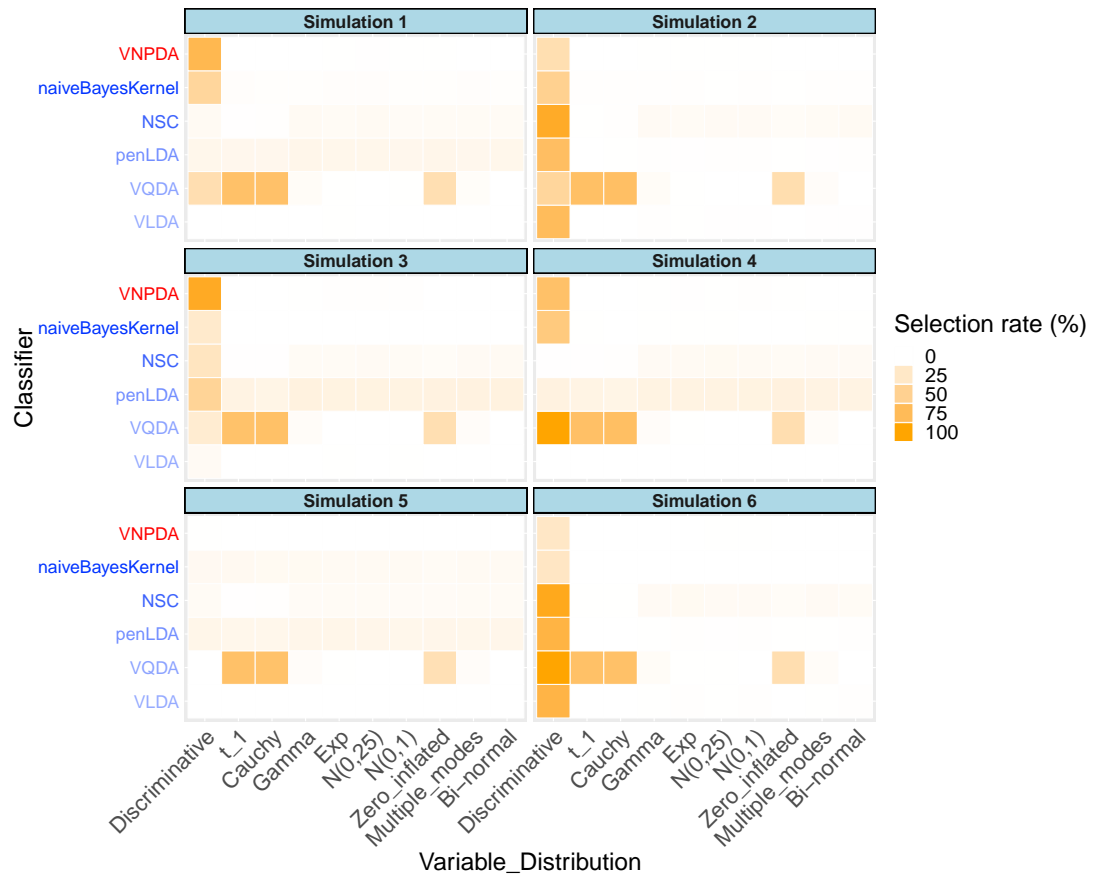 Simulation 1
Simulation 2
VNPDA
naiveBayesKernel
NSC
penLDA
VQDA
VLDA
Simulation 3
Simulation 4
VNPDA
naiveBayesKernel
NSC
penLDA
VQDA
VLDA
Simulation 5
Simulation 6
VNPDA
naiveBayesKernel
NSC
penLDA
VQDA
VLDA
Classifier
Discriminative
t_1
Cauchy
Gamma
Exp
N(0,25)
N(0,1)
Zero_inflated
Multiple_modes
Bi−normal
Discriminative
t_1
Cauchy
Gamma
Exp
N(0,25)
N(0,1)
Zero_inflated
Multiple_modes
Bi−normal
Variable_Distribution
Selection rate (%)
0
25
50
75
100